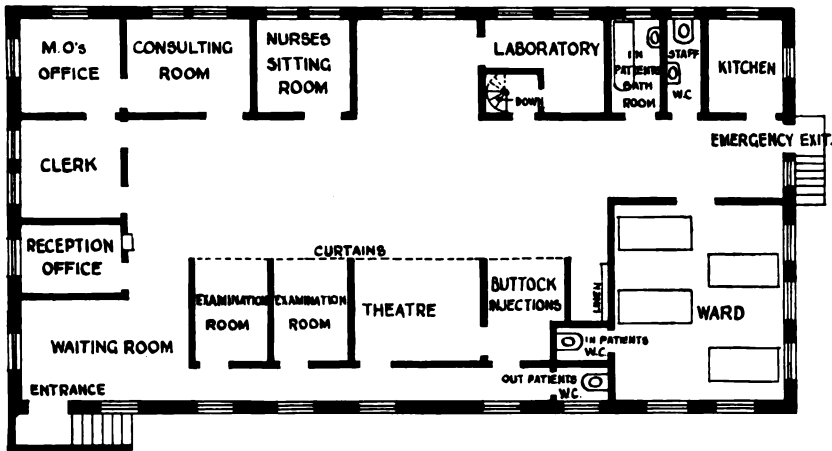 M.O's
OFFICE
CONSULTING
ROOM
NURSES
SITTING
ROOM
LABORATORY
DOWN
IN
PATIENTS
BATH
ROOM
STAFF
W.C
KITCHEN
EMERGENCY EXIT.
CLERK
RECEPTION
OFFICE
CURTAINS
EXAMINATION
ROOM
EXAMINATION
ROOM
THEATRE
BUTTOCK
INJECTIONS
LINEN
WARD
WAITING ROOM
IN PATIENTS
W.C.
OUT PATIENTS
W.C.
ENTRANCE